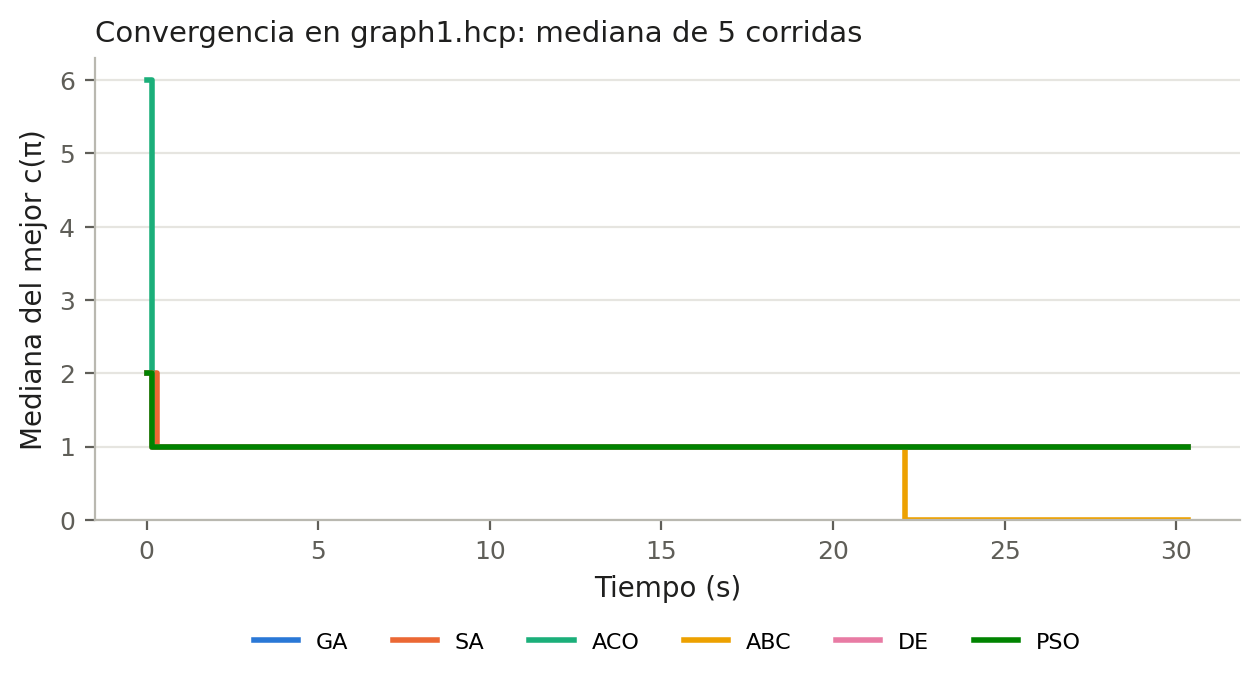 Convergencia en graph1.hcp: mediana de 5 corridas
Mediana del mejor c(π)
6
5
4
3
2
1
0
0 5 10 15 20 25 30
Tiempo (s)
GA SA ACO ABC DE PSO